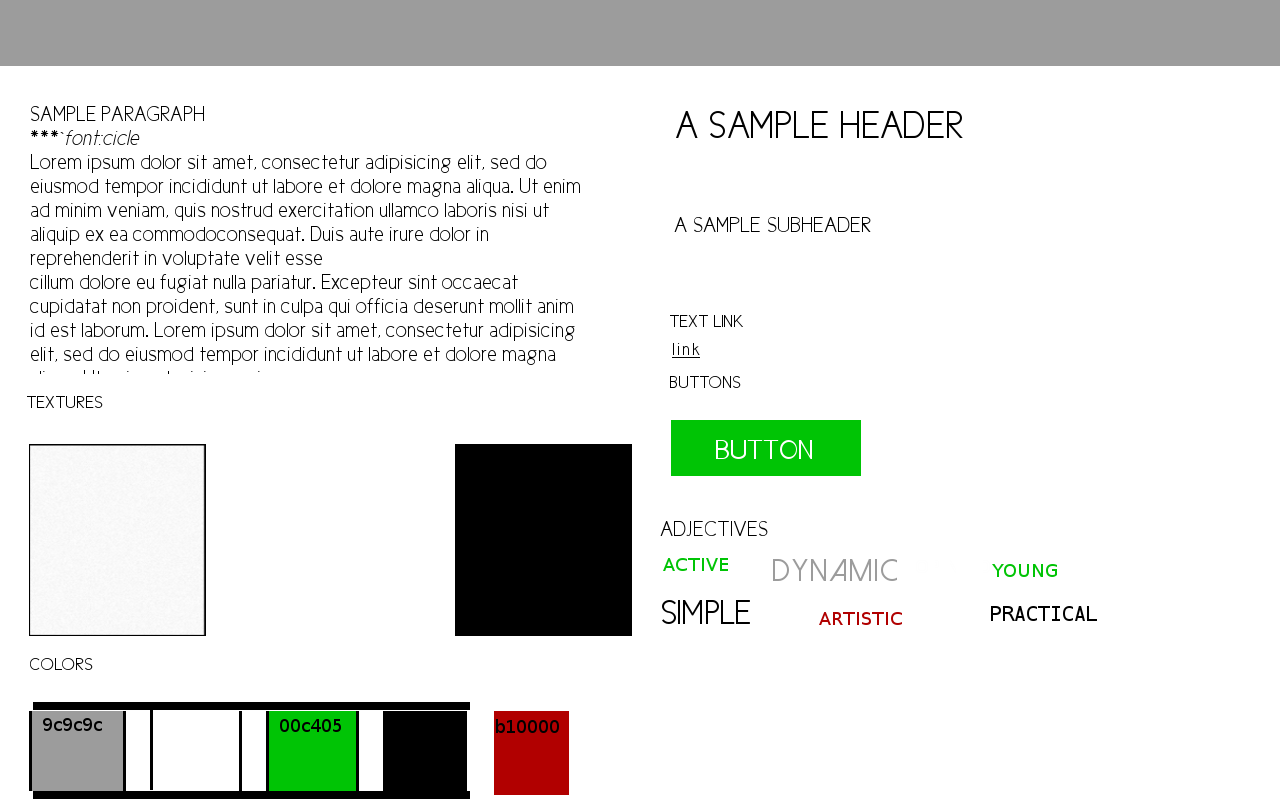 SAMPLE PARAGRAPH
***`font:cicle
Lorem ipsum dolor sit amet, consectetur adipisicing elit, sed do
eiusmod tempor incididunt ut labore et dolore magna aliqua. Ut enim
ad minim veniam, quis nostrud exercitation ullamco laboris nisi ut
aliquip ex ea commodoconsequat. Duis aute irure dolor in
reprehenderit in voluptate velit esse
cillum dolore eu fugiat nulla pariatur. Excepteur sint occaecat
cupidatat non proident, sunt in culpa qui officia deserunt mollit anim
id est laborum. Lorem ipsum dolor sit amet, consectetur adipisicing
elit, sed do eiusmod tempor incididunt ut labore et dolore magna
TEXTURES
COLORS
9c9c9c
00c405
b10000
A SAMPLE HEADER
A SAMPLE SUBHEADER
TEXT LINK
link
BUTTONS
BUTTON
ADJECTIVES
ACTIVE DYNAMIC YOUNG
SIMPLE ARTISTIC PRACTICAL